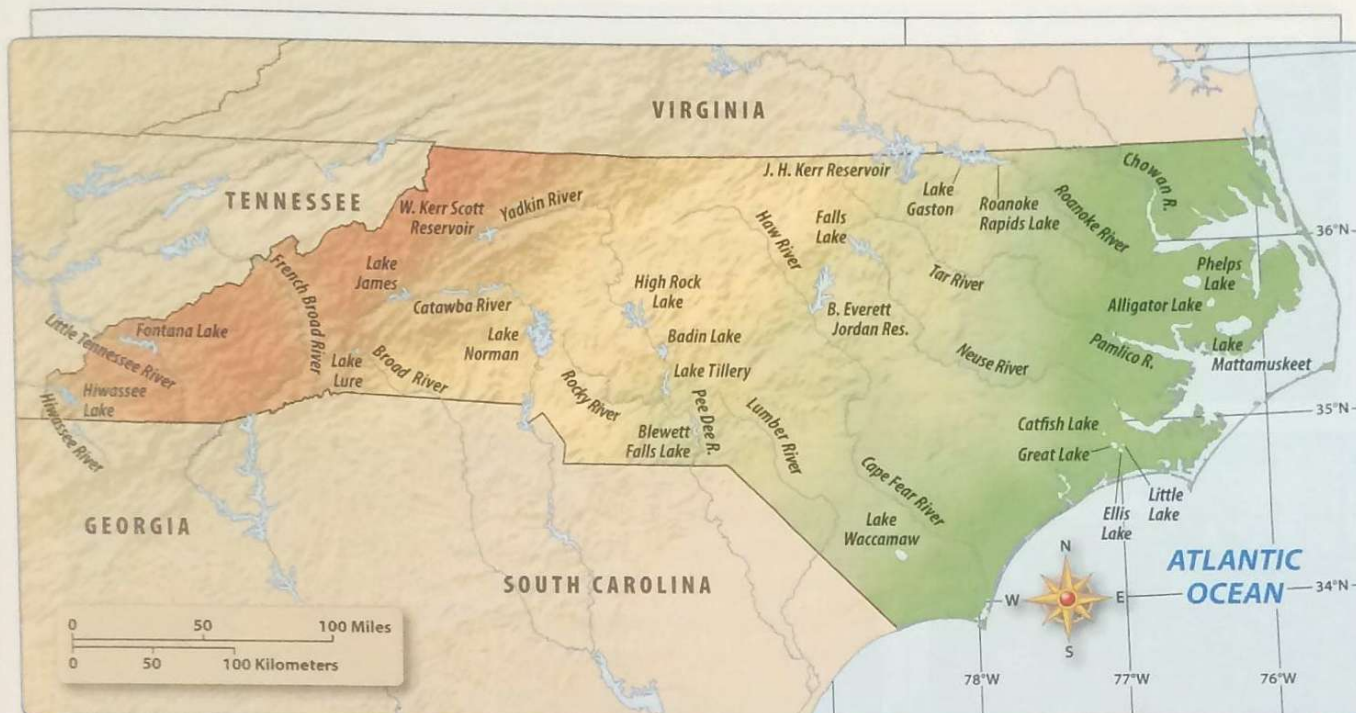 VIRGINIA
TENNESSEE
W. Kerr Scott
Reservoir
Yadkin River
J. H. Kerr Reservoir
Lake
Gaston
Roanoke
Rapids Lake
Roanoke River
Chowan R.
36°N
Haw River
Falls
Lake
Tar River
Phelps
Lake
Alligator Lake
Lake
Mattamuskeet
Pamlico R.
French Broad River
Lake
James
Catawba River
High Rock
Lake
B. Everett
Jordan Res.
Neuse River
Little Tennessee River
Fontana Lake
Lake
Norman
Badin Lake
Lake Tillery
Lake
Lure
Broad River
Rocky River
Pee Dee R.
Lumber River
Hiwassee
Lake
Hiwassee River
Blewett
Falls Lake
Cape Fear River
35°N
Catfish Lake
Great Lake
Ellis
Lake
Little
Lake
Lake
Waccamaw
GEORGIA
SOUTH CAROLINA
ATLANTIC
OCEAN
34°N
N
W
E
S
0 50 100 Miles
0 50 100 Kilometers
78°W
77°W
76°W